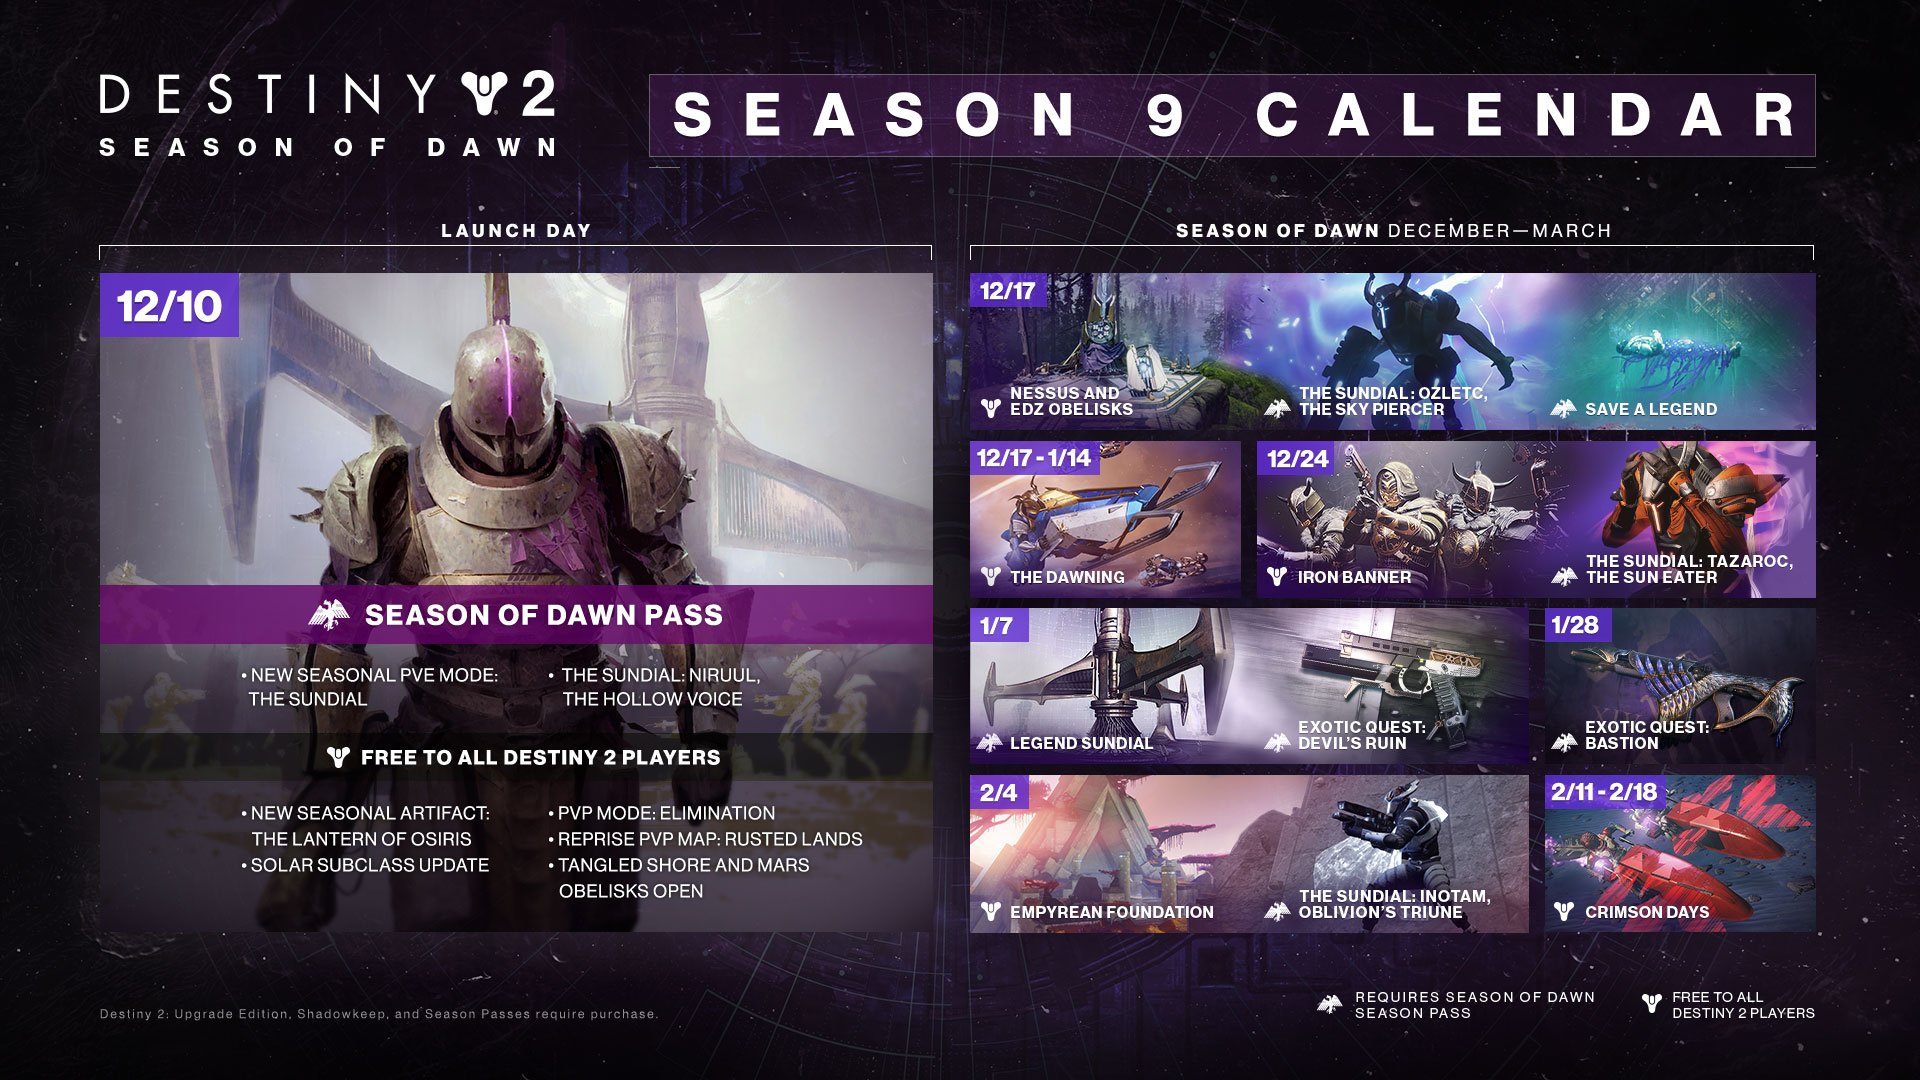 DESTINY 2
SEASON OF DAWN
SEASON 9 CALENDAR
LAUNCH DAY
12/10
SEASON OF DAWN PASS
• NEW SEASONAL PVE MODE:
THE SUNDIAL
• THE SUNDIAL: NIRUUL,
THE HOLLOW VOICE
FREE TO ALL DESTINY 2 PLAYERS
• NEW SEASONAL ARTIFACT:
THE LANTERN OF OSIRIS
• SOLAR SUBCLASS UPDATE
• PVP MODE: ELIMINATION
• REPRISE PVP MAP: RUSTED LANDS
• TANGLED SHORE AND MARS
OBELISKS OPEN
SEASON OF DAWN DECEMBER—MARCH
12/17
NESSUS AND
EDZ OBELISKS
THE SUNDIAL: OZLETC,
THE SKY PIERCER
SAVE A LEGEND
12/17 - 1/14
THE DAWNING
12/24
IRON BANNER
THE SUNDIAL: TAZAROC,
THE SUN EATER
1/7
LEGEND SUNDIAL
EXOTIC QUEST:
DEVIL'S RUIN
1/28
EXOTIC QUEST:
BASTION
2/4
EMPYREAN FOUNDATION
THE SUNDIAL: INOTAM,
OBLIVION'S TRIUNE
2/11 - 2/18
CRIMSON DAYS
Destiny 2: Upgrade Edition, Shadowkeep, and Season Passes require purchase.
REQUIRES SEASON OF DAWN
SEASON PASS
FREE TO ALL
DESTINY 2 PLAYERS